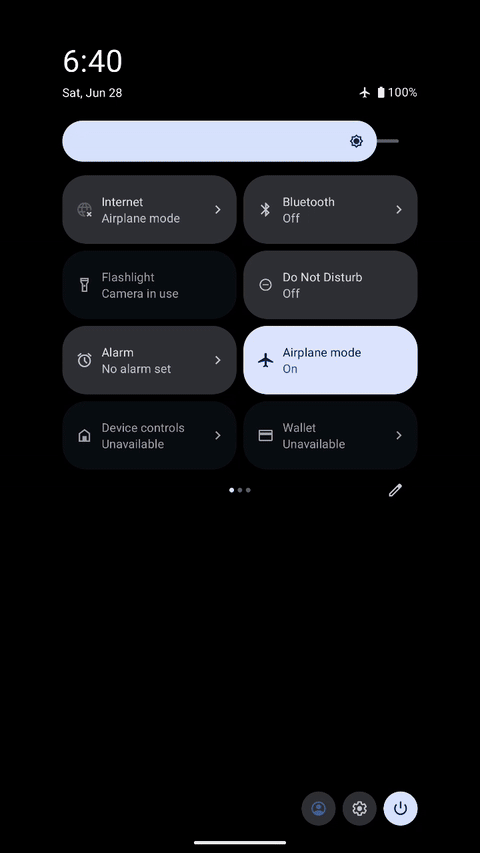 6:40
Sat, Jun 28
100%
Internet
Airplane mode
Bluetooth
Off
Flashlight
Camera in use
Do Not Disturb
Off
Alarm
No alarm set
Airplane mode
On
Device controls
Unavailable
Wallet
Unavailable